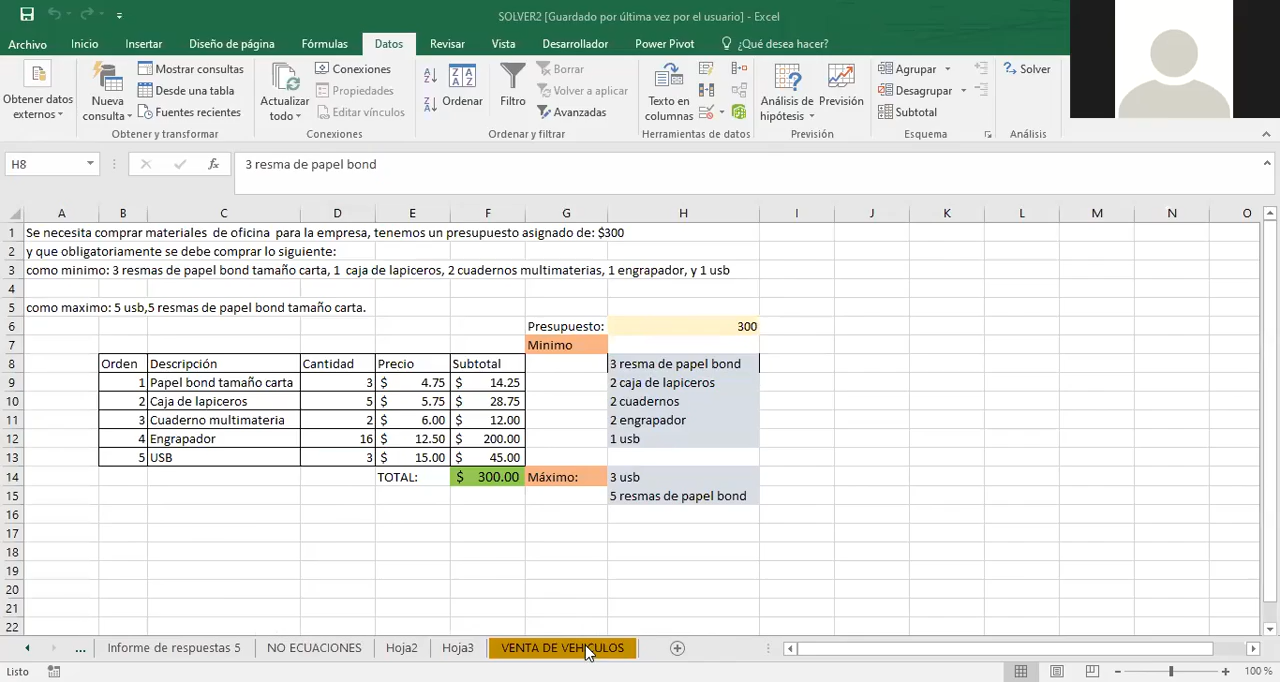 SOLVER2 [Guardado por última vez por el usuario] - Excel
Archivo Inicio Insertar Diseño de página Fórmulas Datos Revisar Vista Desarrollador Power Pivot ¿Qué desea hacer?
Obtener datos externos
Nueva consulta
Mostrar consultas
Desde una tabla
Fuentes recientes
Obtener y transformar
Actualizar todo
Conexiones
Propiedades
Editar vínculos
Conexiones
Ordenar
Filtro
Borrar
Volver a aplicar
Avanzadas
Ordenar y filtrar
Texto en columnas
Herramientas de datos
Análisis de hipótesis
Previsión
Previsión
Agrupar
Desagrupar
Subtotal
Esquema
Solver
Análisis
H8 fx 3 resma de papel bond
A B C D E F G H I J K L M N O
1 Se necesita comprar materiales de oficina para la empresa, tenemos un presupuesto asignado de: $300
2 y que obligatoriamente se debe comprar lo siguiente:
3 como minimo: 3 resmas de papel bond tamaño carta, 1 caja de lapiceros, 2 cuadernos multimaterias, 1 engrapador, y 1 usb
4
5 como maximo: 5 usb,5 resmas de papel bond tamaño carta.
6 Presupuesto: 300
7 Minimo
8 Orden Descripción Cantidad Precio Subtotal 3 resma de papel bond
9 1 Papel bond tamaño carta 3 $ 4.75 $ 14.25 2 caja de lapiceros
10 2 Caja de lapiceros 5 $ 5.75 $ 28.75 2 cuadernos
11 3 Cuaderno multimateria 2 $ 6.00 $ 12.00 2 engrapador
12 4 Engrapador 16 $ 12.50 $ 200.00 1 usb
13 5 USB 3 $ 15.00 $ 45.00
14 TOTAL: $ 300.00 Máximo: 3 usb
15 5 resmas de papel bond
16
17
18
19
20
21
22
... Informe de respuestas 5 NO ECUACIONES Hoja2 Hoja3 VENTA DE VEHICULOS
Listo 100 %